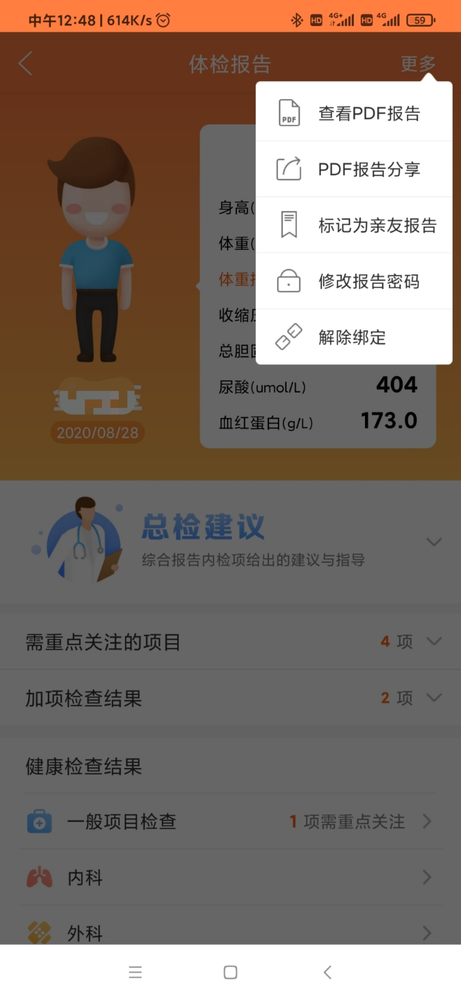 中午12:48 | 614K/s
HD 4G+ HD 4G 59
体检报告
更多
PDF
查看PDF报告
PDF报告分享
标记为亲友报告
修改报告密码
解除绑定
身高(
体重(
体重
收缩
总胆
尿酸(umol/L) 404
血红蛋白(g/L) 173.0
2020/08/28
总检建议
综合报告内检项给出的建议与指导
需重点关注的项目 4 项
加项检查结果 2 项
健康检查结果
一般项目检查 1 项需重点关注
内科
外科